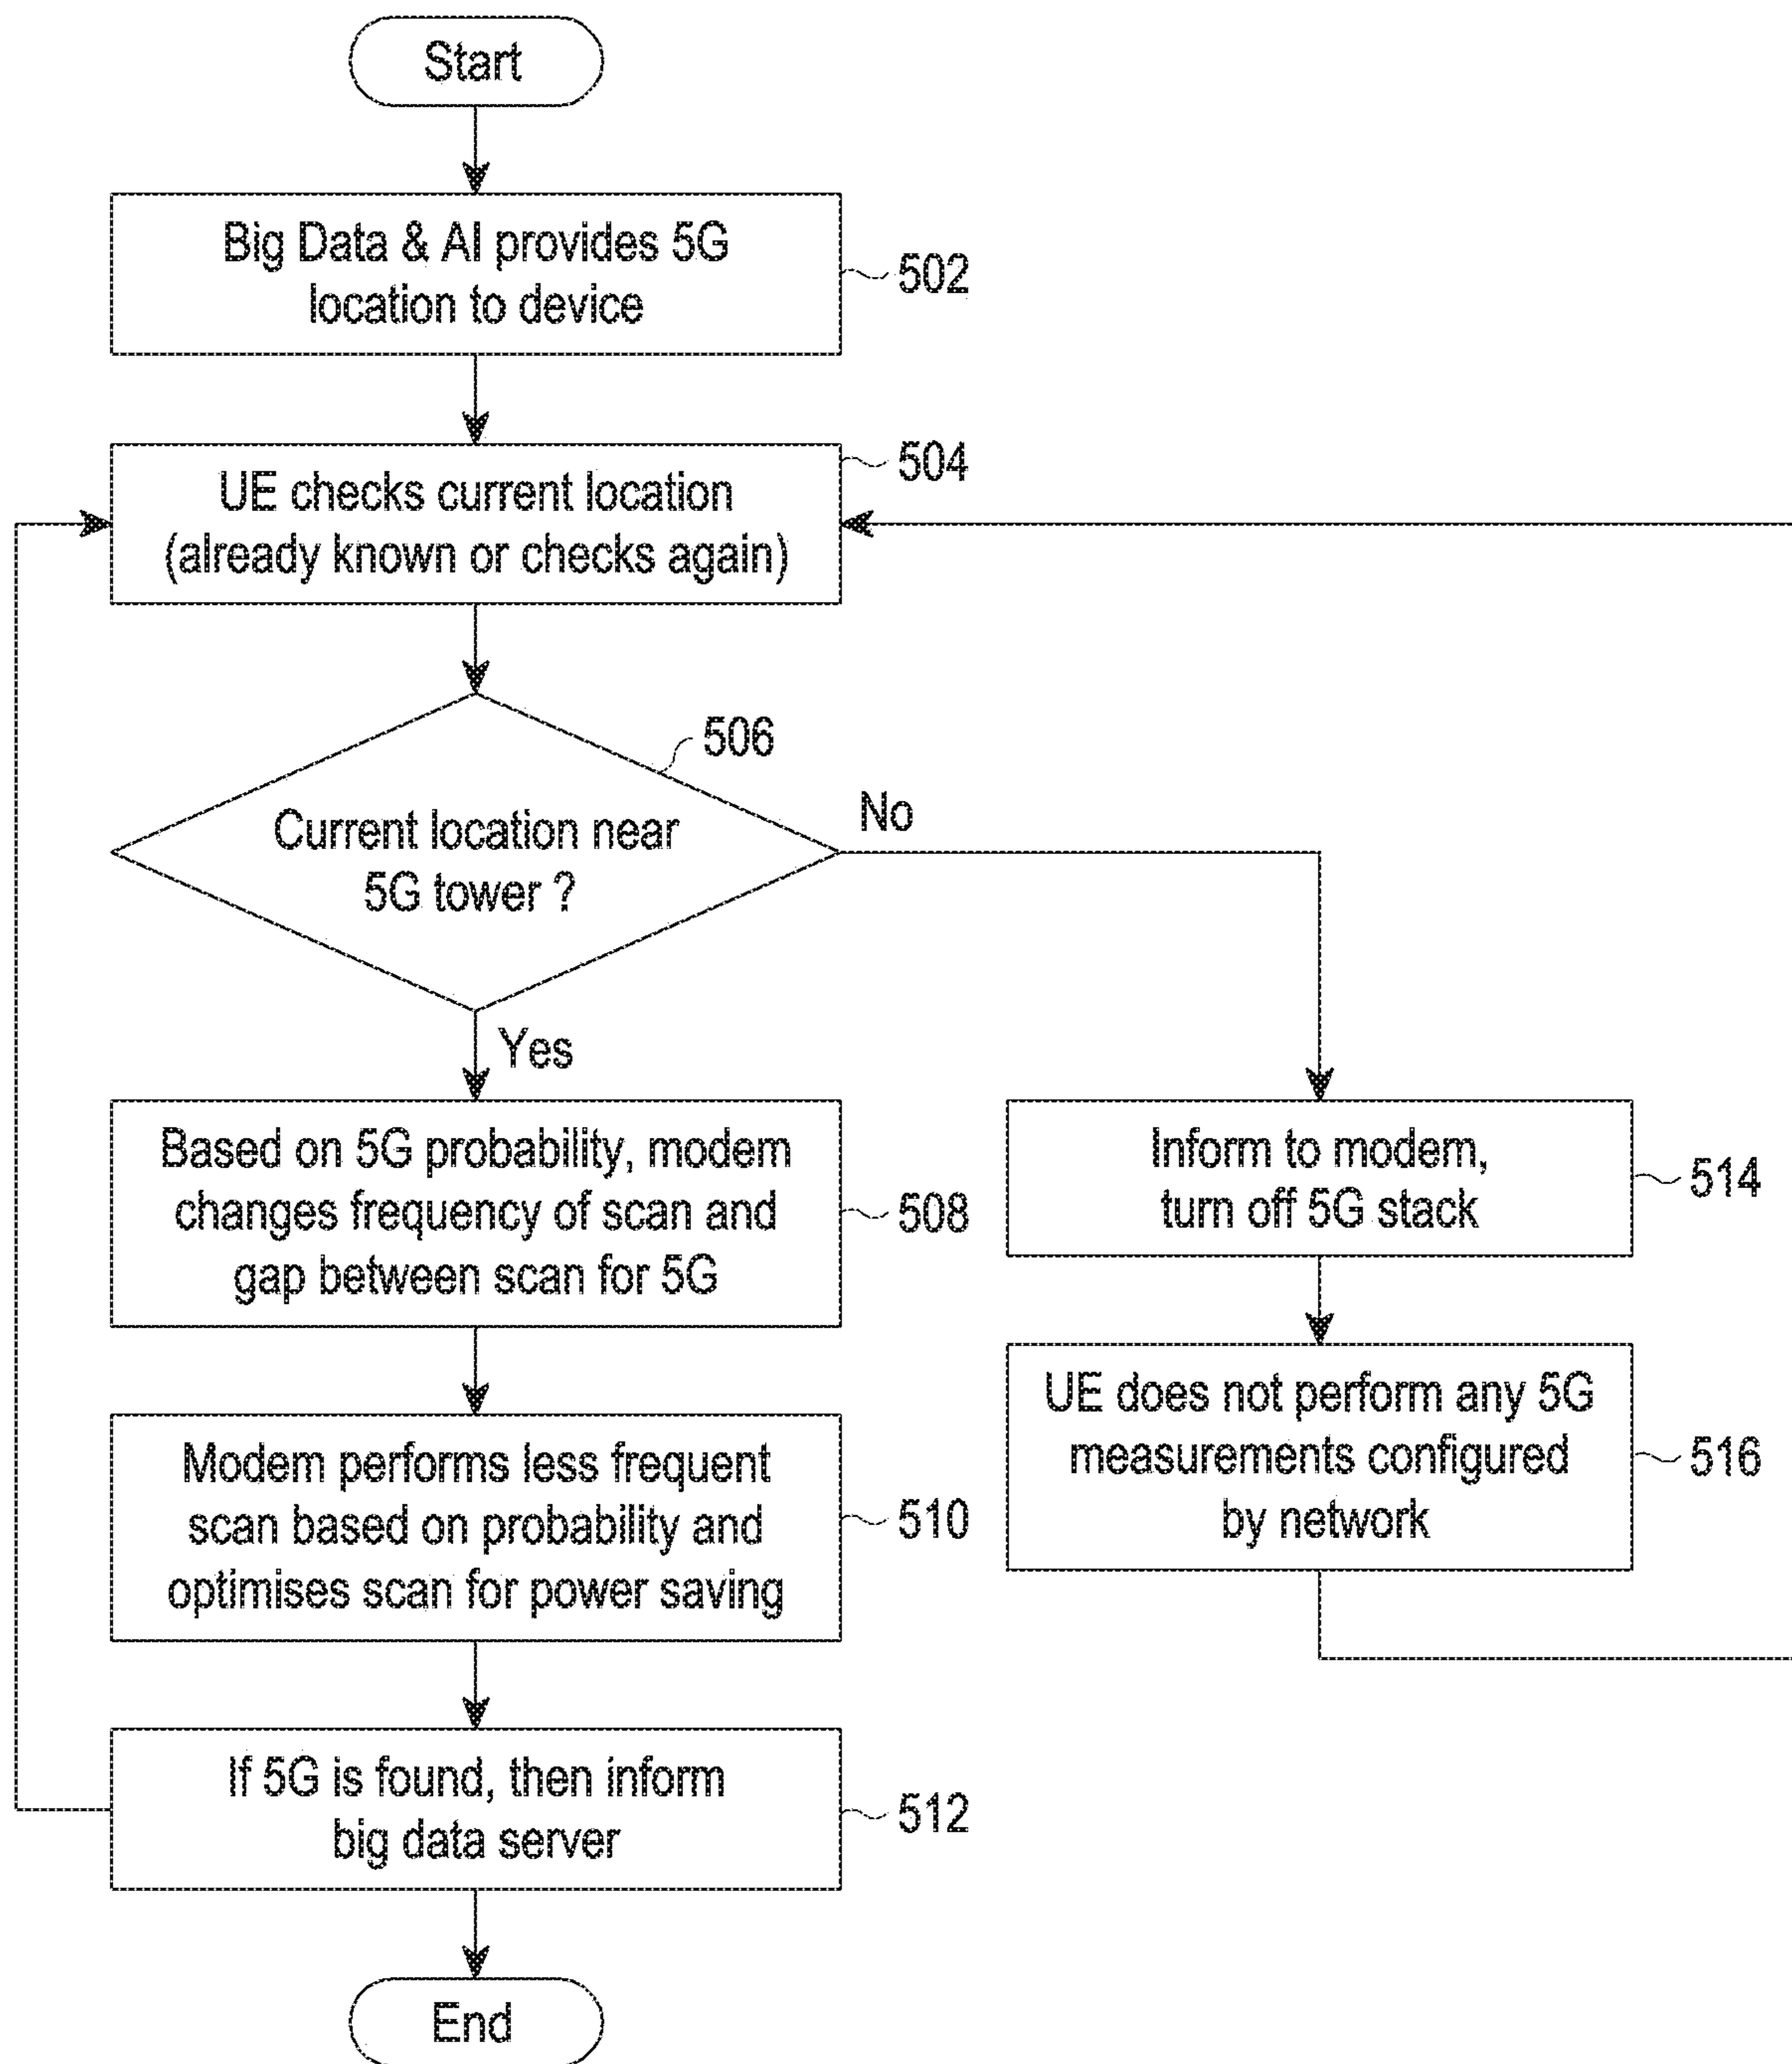 Start
Big Data & AI provides 5G
location to device
502
UE checks current location
(already known or checks again)
504
506
Current location near
5G tower ?
No
Yes
Based on 5G probability, modem
changes frequency of scan and
gap between scan for 5G
508
Inform to modem,
turn off 5G stack
514
Modem performs less frequent
scan based on probability and
optimises scan for power saving
510
UE does not perform any 5G
measurements configured
by network
516
If 5G is found, then inform
big data server
512
End